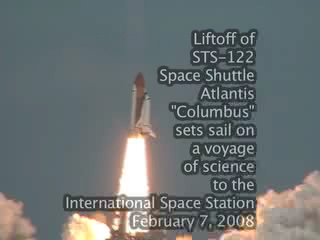 Liftoff of
STS-122
Space Shuttle
Atlantis
"Columbus"
sets sail on
a voyage
of science
to the
International Space Station
February 7, 2008